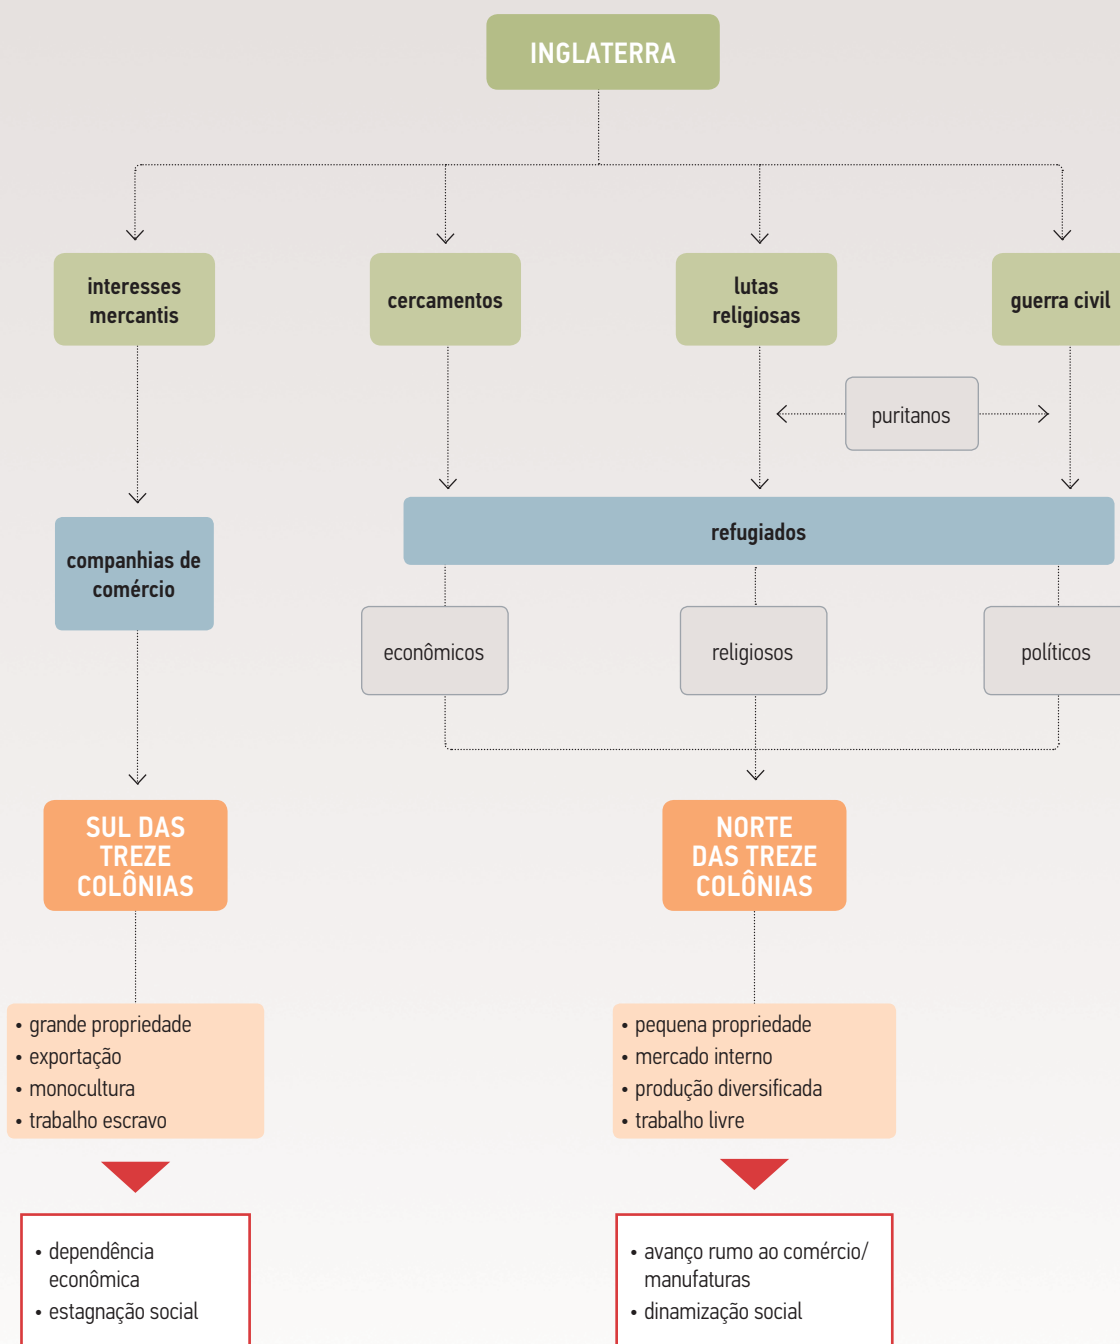 INGLATERRA
interesses
mercantis
cercamentos
lutas
religiosas
guerra civil
puritanos
companhias de
comércio
refugiados
econômicos
religiosos
políticos
SUL DAS
TREZE
COLÔNIAS
NORTE
DAS TREZE
COLÔNIAS
• grande propriedade
• exportação
• monocultura
• trabalho escravo
• pequena propriedade
• mercado interno
• produção diversificada
• trabalho livre
• dependência
econômica
• estagnação social
• avanço rumo ao comércio/
manufaturas
• dinamização social